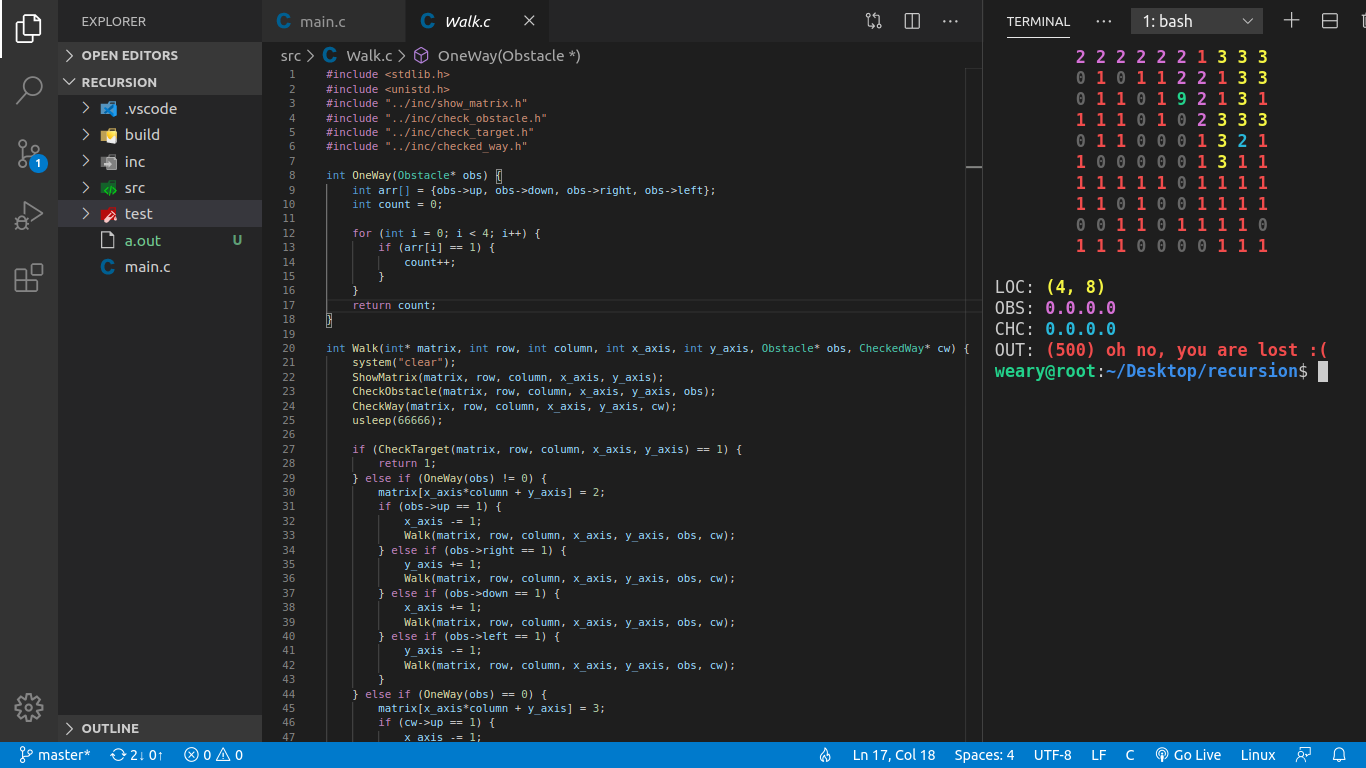 EXPLORER
OPEN EDITORS
RECURSION
.vscode
build
inc
src
test
a.out U
main.c
OUTLINE
1
main.c
Walk.c
src
Walk.c
OneWay(Obstacle *)
1 #include <stdlib.h>
2 #include <unistd.h>
3 #include "../inc/show_matrix.h"
4 #include "../inc/check_obstacle.h"
5 #include "../inc/check_target.h"
6 #include "../inc/checked_way.h"
7
8 int OneWay(Obstacle* obs) {
9 int arr[] = {obs->up, obs->down, obs->right, obs->left};
10 int count = 0;
11
12 for (int i = 0; i < 4; i++) {
13 if (arr[i] == 1) {
14 count++;
15 }
16 }
17 return count;
18 }
19
20 int Walk(int* matrix, int row, int column, int x_axis, int y_axis, Obstacle* obs, CheckedWay* cw) {
21 system("clear");
22 ShowMatrix(matrix, row, column, x_axis, y_axis);
23 CheckObstacle(matrix, row, column, x_axis, y_axis, obs);
24 CheckWay(matrix, row, column, x_axis, y_axis, cw);
25 usleep(66666);
26
27 if (CheckTarget(matrix, row, column, x_axis, y_axis) == 1) {
28 return 1;
29 } else if (OneWay(obs) != 0) {
30 matrix[x_axis*column + y_axis] = 2;
31 if (obs->up == 1) {
32 x_axis -= 1;
33 Walk(matrix, row, column, x_axis, y_axis, obs, cw);
34 } else if (obs->right == 1) {
35 y_axis += 1;
36 Walk(matrix, row, column, x_axis, y_axis, obs, cw);
37 } else if (obs->down == 1) {
38 x_axis += 1;
39 Walk(matrix, row, column, x_axis, y_axis, obs, cw);
40 } else if (obs->left == 1) {
41 y_axis -= 1;
42 Walk(matrix, row, column, x_axis, y_axis, obs, cw);
43 }
44 } else if (OneWay(obs) == 0) {
45 matrix[x_axis*column + y_axis] = 3;
46 if (cw->up == 1) {
47 x_axis -= 1;
TERMINAL
1: bash
2 2 2 2 2 2 1 3 3 3
0 1 0 1 1 2 2 1 3 3
0 1 1 0 1 9 2 1 3 1
1 1 1 0 1 0 2 3 3 3
0 1 1 0 0 0 1 3 2 1
1 0 0 0 0 0 1 3 1 1
1 1 1 1 1 0 1 1 1 1
1 1 0 1 0 0 1 1 1 1
0 0 1 1 0 1 1 1 1 0
1 1 1 0 0 0 0 1 1 1
LOC: (4, 8)
OBS: 0.0.0.0
CHC: 0.0.0.0
OUT: (500) oh no, you are lost :(
weary@root:~/Desktop/recursion$
master* 2↓ 0↑ 0 0
Ln 17, Col 18 Spaces: 4 UTF-8 LF C Go Live Linux